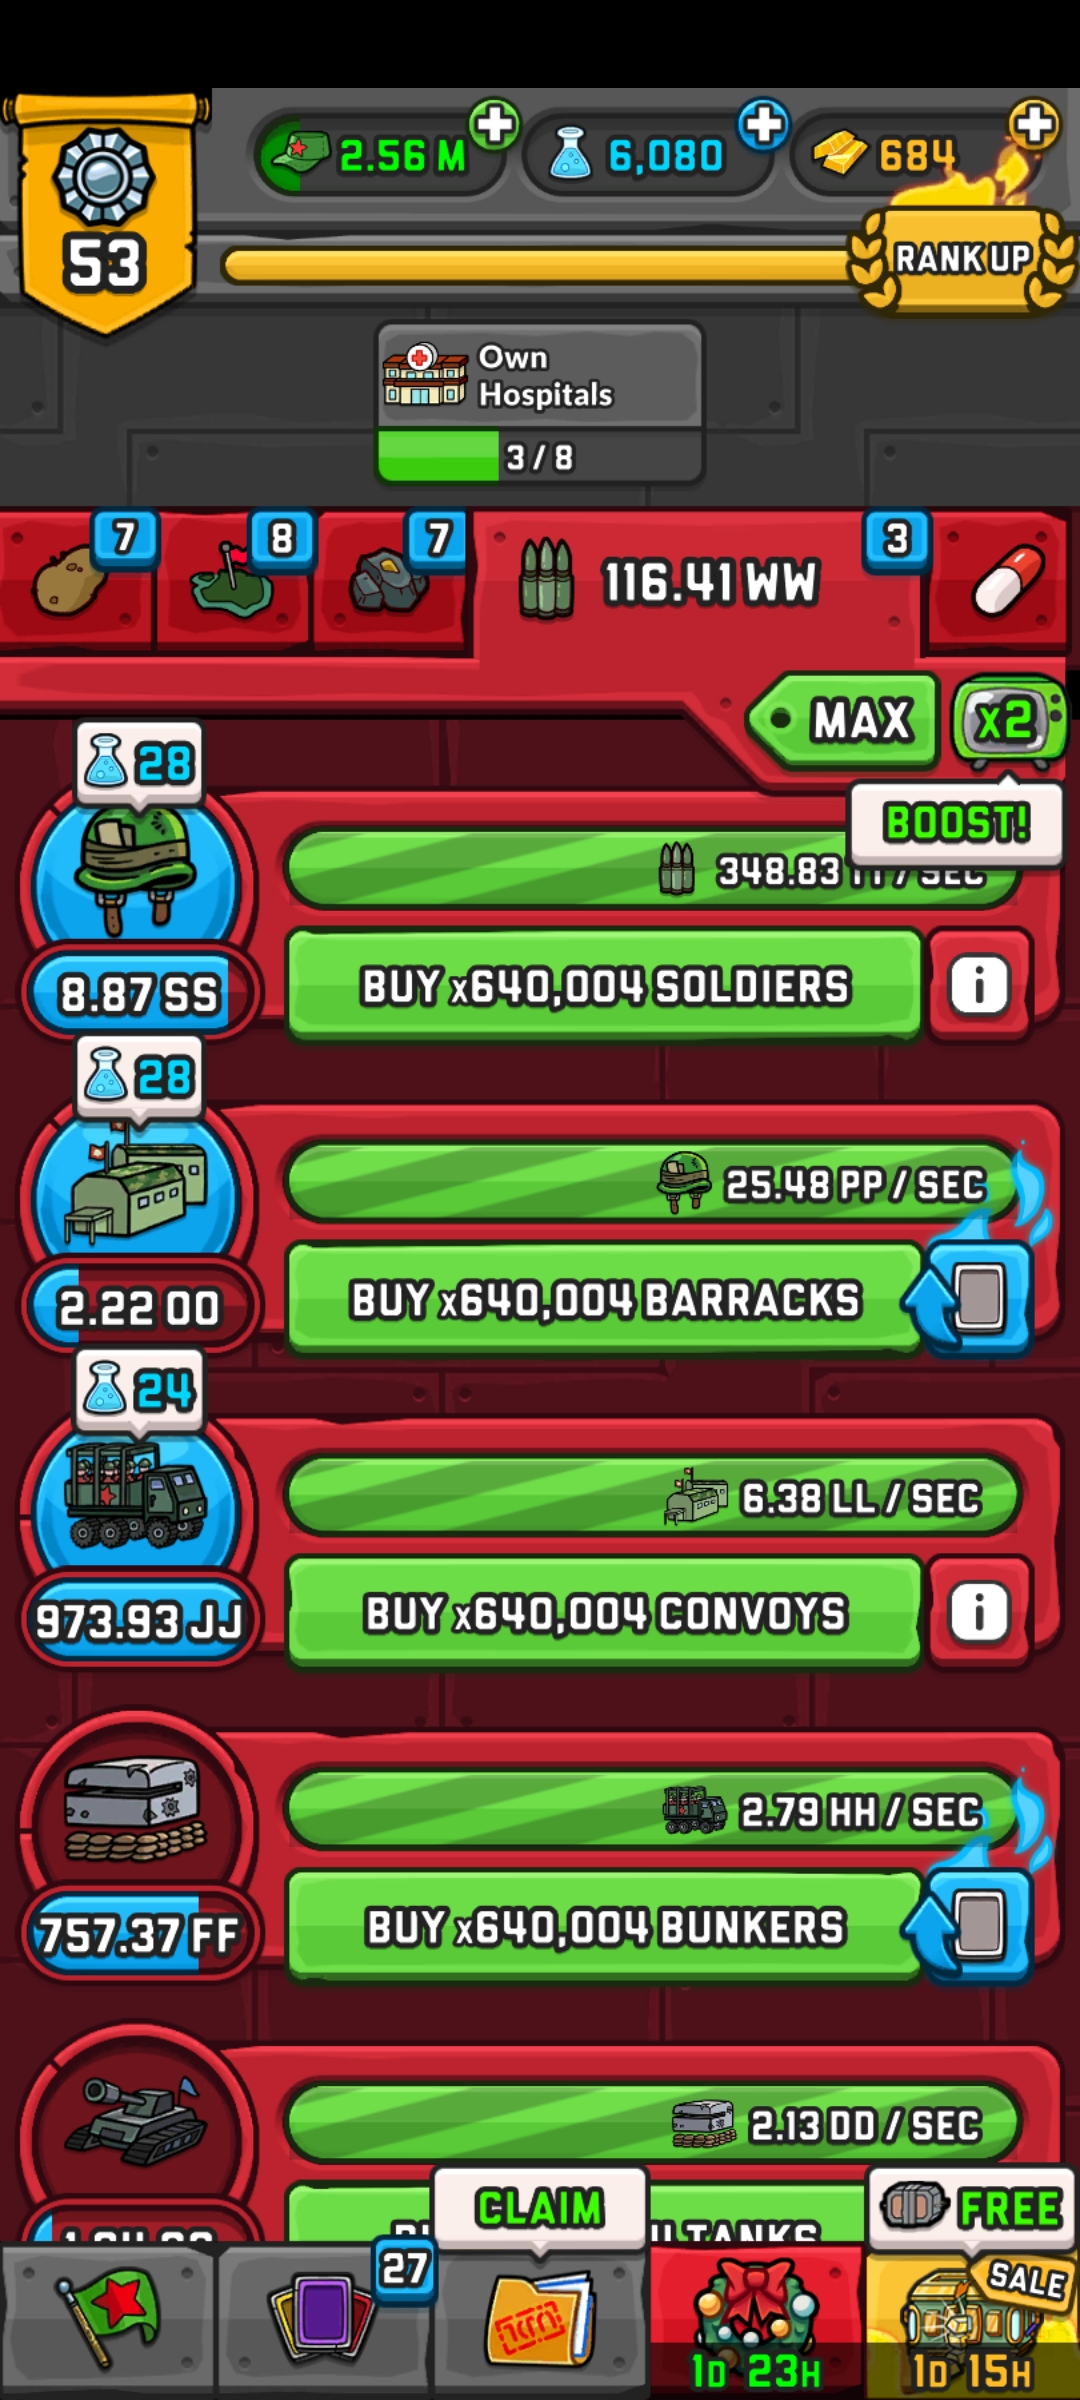 53
2.56 M
6,080
684
RANK UP
Own
Hospitals
3 / 8
7
8
7
116.41 WW
3
MAX
x2
BOOST!
28
348.83
/ SEC
8.87 SS
BUY x640,004 SOLDIERS
i
28
25.48 PP / SEC
2.22 OO
BUY x640,004 BARRACKS
24
6.38 LL / SEC
973.93 JJ
BUY x640,004 CONVOYS
i
2.79 HH / SEC
757.37 FF
BUY x640,004 BUNKERS
2.13 DD / SEC
TANKS
CLAIM
FREE
27
SALE
1D 23H
1D 15H